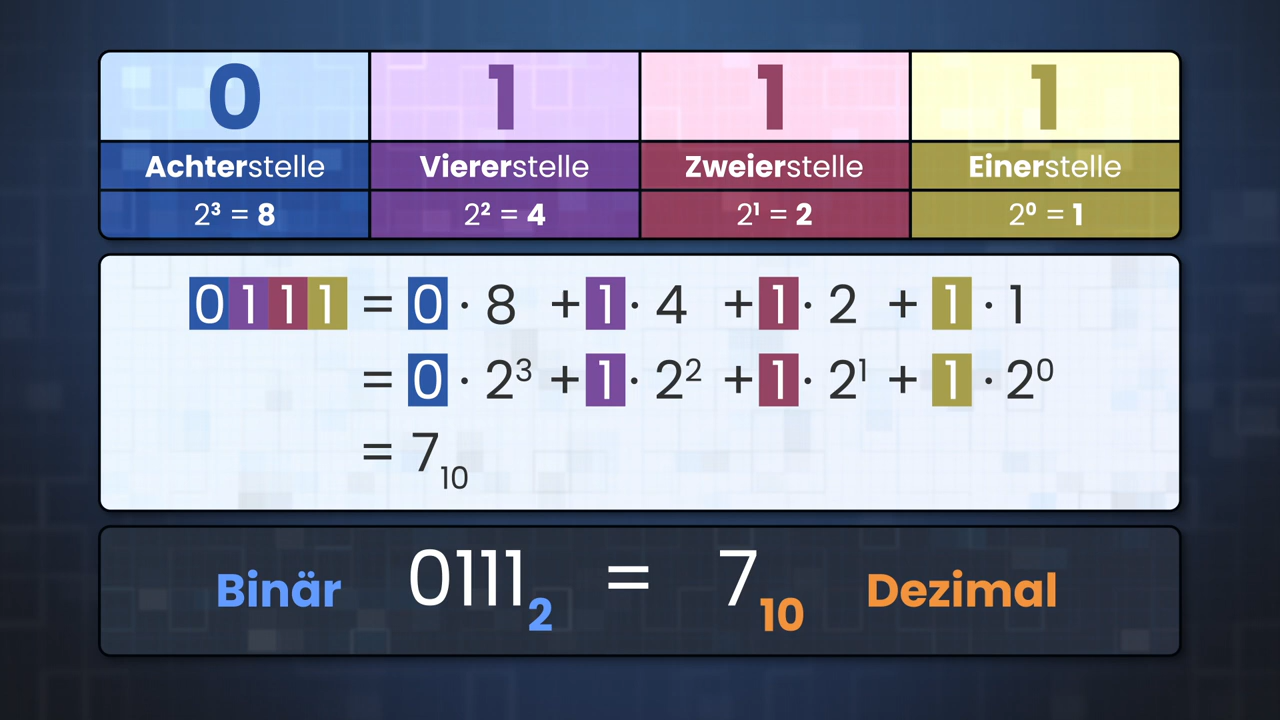 0 1 1 1
Achterstelle Viererstelle Zweierstelle Einerstelle
2³ = 8 2² = 4 2¹ = 2 2⁰ = 1
0111 = 0 · 8 + 1 · 4 + 1 · 2 + 1 · 1
= 0 · 2³ + 1 · 2² + 1 · 2¹ + 1 · 2⁰
= 7₁₀
Binär 0111₂ = 7₁₀ Dezimal